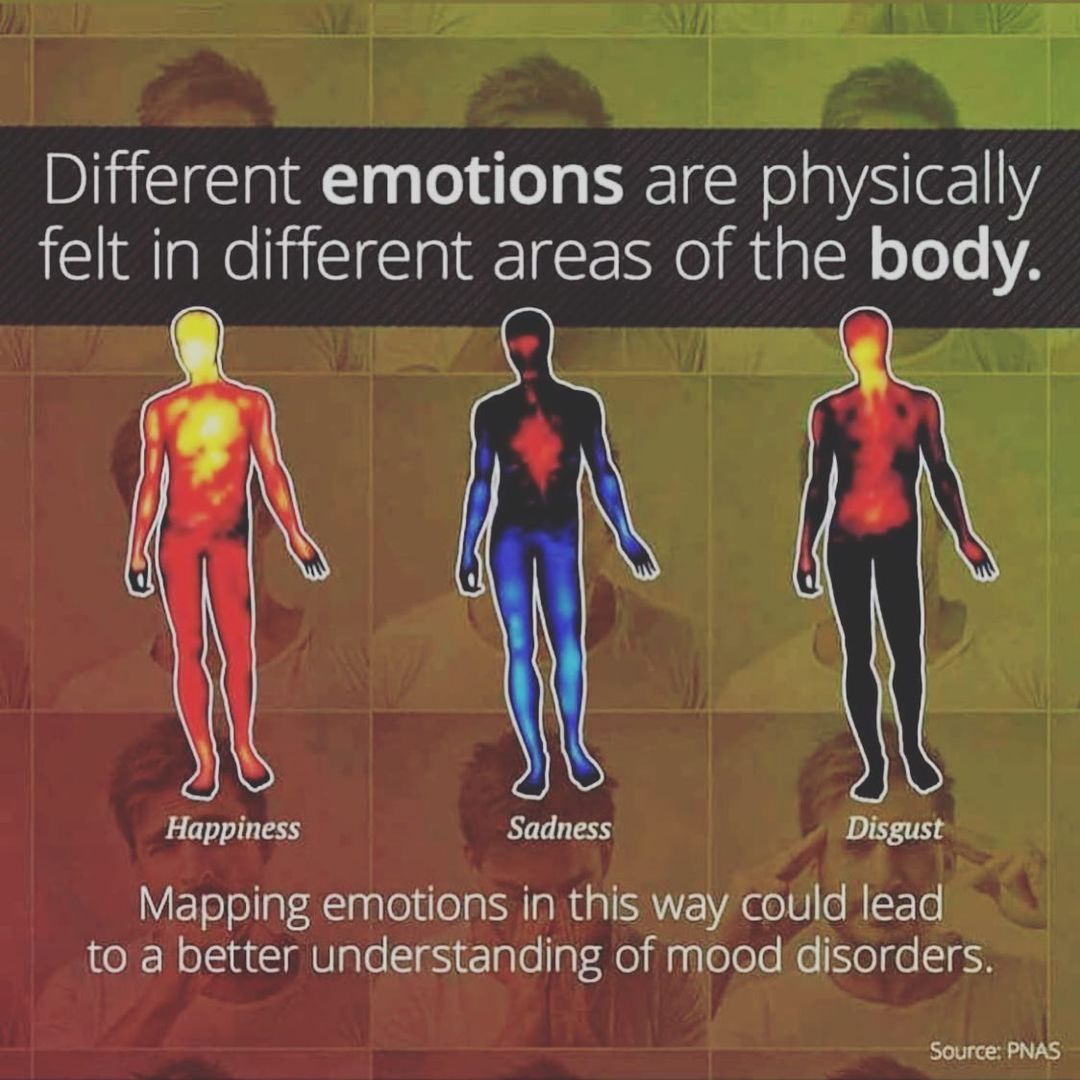 Different emotions are physically
felt in different areas of the body.
Happiness
Sadness
Disgust
Mapping emotions in this way could lead
to a better understanding of mood disorders.
Source: PNAS